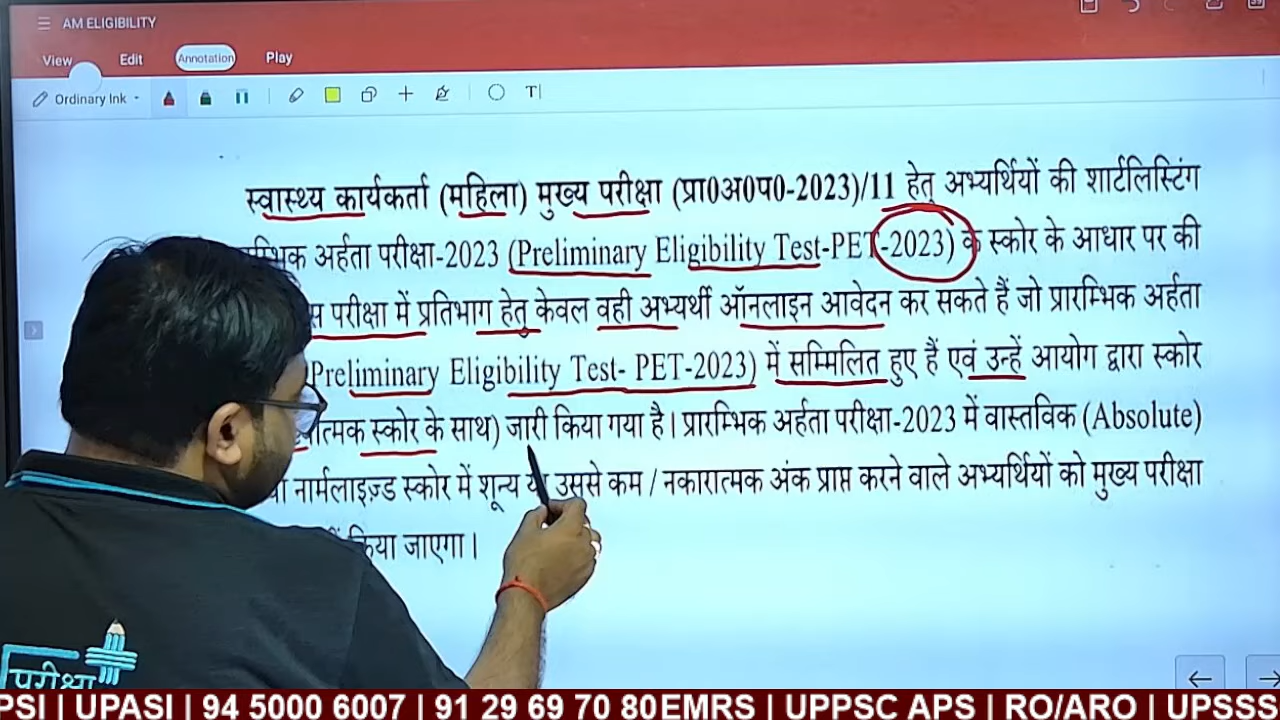 AM ELIGIBILITY
View Edit Annotation Play
Ordinary Ink T|
स्वास्थ्य कार्यकर्ता (महिला) मुख्य परीक्षा (प्रा0अ0प0-2023)/11 हेतु अभ्यर्थियों की शार्टलिस्टिंग
अर्हता परीक्षा-2023 (Preliminary Eligibility Test-PET-2023) के स्कोर के आधार पर की
परीक्षा में प्रतिभाग हेतु केवल वही अभ्यर्थी ऑनलाइन आवेदन कर सकते हैं जो प्रारम्भिक अर्हता
Preliminary Eligibility Test- PET-2023) में सम्मिलित हुए हैं एवं उन्हें आयोग द्वारा स्कोर
स्कोर के साथ) जारी किया गया है। प्रारम्भिक अर्हता परीक्षा-2023 में वास्तविक (Absolute)
नार्मलाइज़्ड स्कोर में शून्य उससे कम / नकारात्मक अंक प्राप्त करने वाले अभ्यर्थियों को मुख्य परीक्षा
किया जाएगा।
परीक्षा
PSI | UPASI | 94 5000 6007 | 91 29 69 70 80 EMRS | UPPSC APS | RO/ARO | UPSSS